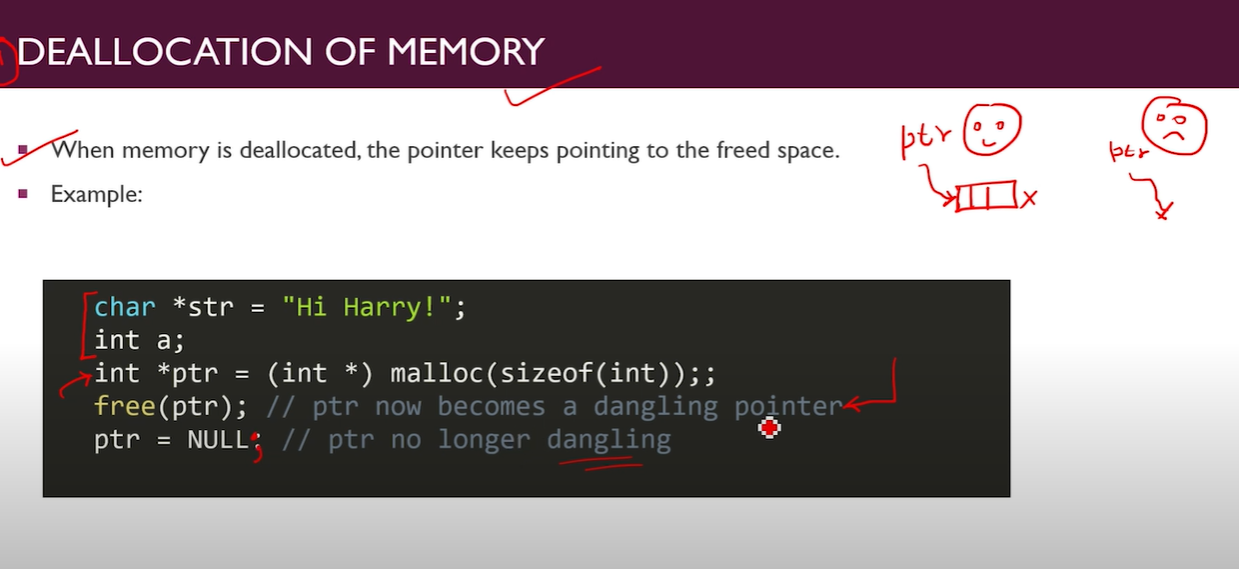 DEALLOCATION OF MEMORY
When memory is deallocated, the pointer keeps pointing to the freed space.
ptr
ptr
Example:
char *str = "Hi Harry!";
int a;
int *ptr = (int *) malloc(sizeof(int));;
free(ptr); // ptr now becomes a dangling pointer
ptr = NULL; // ptr no longer dangling